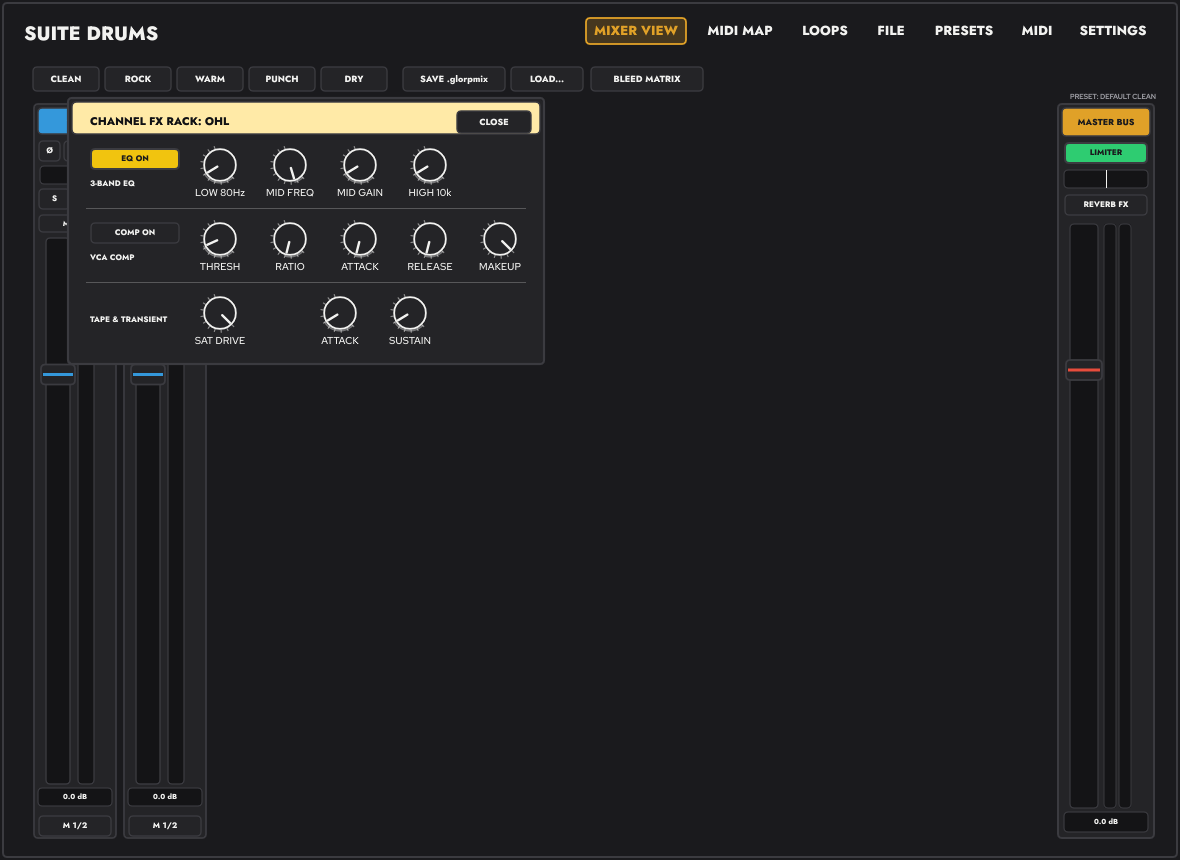 SUITE DRUMS
MIXER VIEW
MIDI MAP
LOOPS
FILE
PRESETS
MIDI
SETTINGS
CLEAN
ROCK
WARM
PUNCH
DRY
SAVE .glorpmix
LOAD...
BLEED MATRIX
PRESET: DEFAULT CLEAN
CHANNEL FX RACK: OHL
CLOSE
MASTER BUS
EQ ON
3-BAND EQ
LOW 80Hz
MID FREQ
MID GAIN
HIGH 10k
Ø
LIMITER
S
REVERB FX
COMP ON
VCA COMP
THRESH
RATIO
ATTACK
RELEASE
MAKEUP
TAPE & TRANSIENT
SAT DRIVE
ATTACK
SUSTAIN
0.0 dB
0.0 dB
M 1/2
M 1/2
0.0 dB